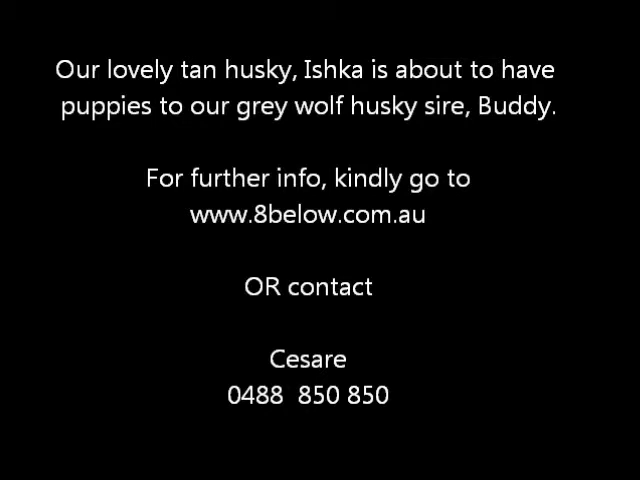 Our lovely tan husky, Ishka is about to have
puppies to our grey wolf husky sire, Buddy.
For further info, kindly go to
www.8below.com.au
OR contact
Cesare
0488  850 850